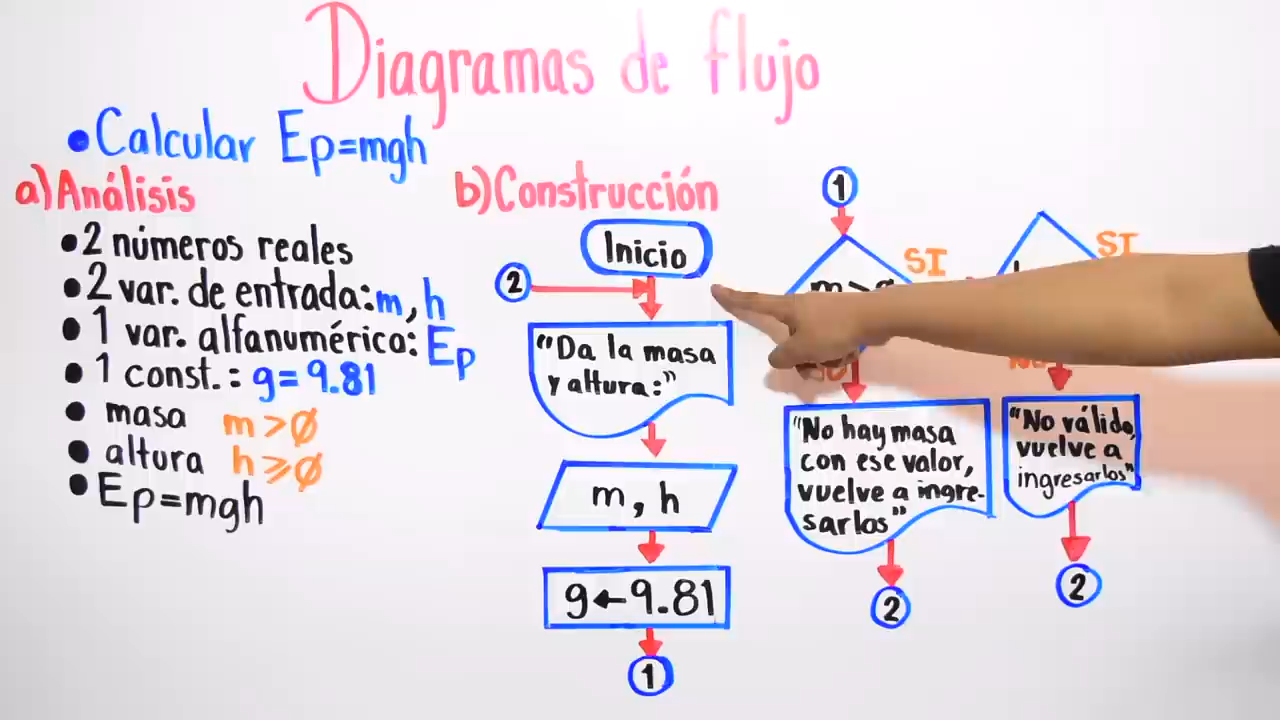 Diagramas de flujo
•Calcular Ep=mgh
a)Análisis
•2 números reales
•2 var. de entrada:m, h
•1 var. alfanumérica: Ep
•1 const.: g= 9.81
• masa m>Ø
• altura h≥Ø
•Ep=mgh
b)Construcción
Inicio
2
"Da la masa
y altura:"
m, h
g←9.81
1
1
SI
"No hay masa
con ese valor,
vuelve a ingre-
sarlos"
2
SI
"No válido,
vuelve a
ingresarlos"
2